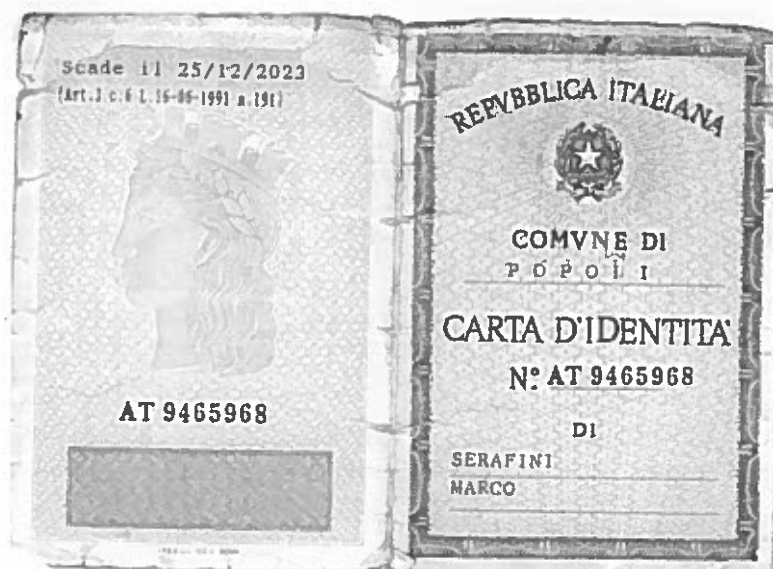 Scade il 25/12/2023
AT 9465968
REPVBBLICA ITALIANA
COMVNE DI
POPOLI
CARTA D'IDENTITA'
N° AT 9465968
DI
SERAFINI
MARCO